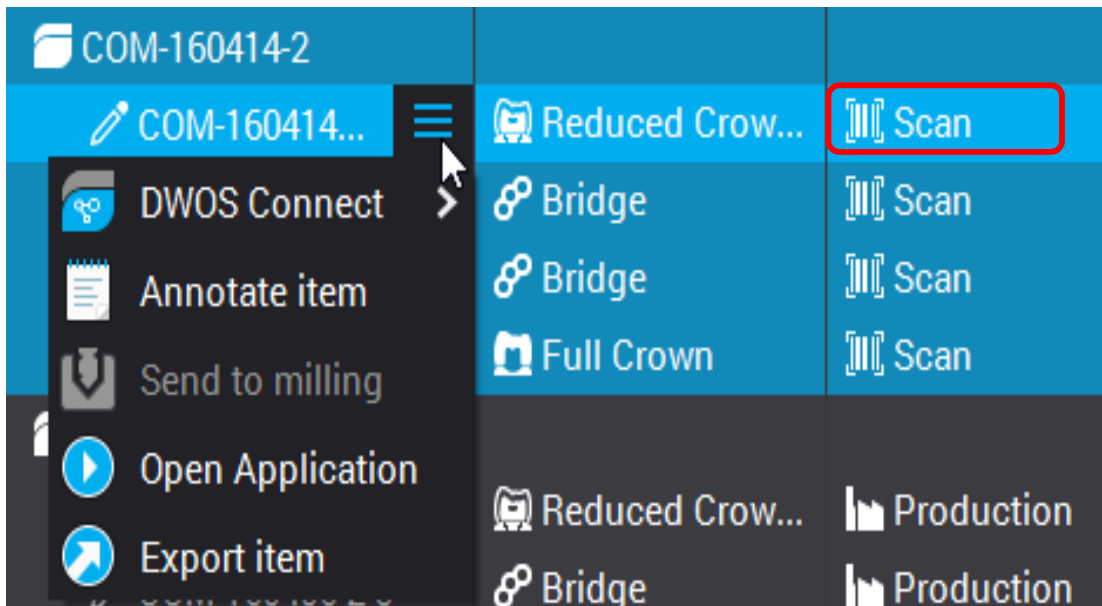 COM-160414-2
COM-160414... Reduced Crow... Scan
DWOS Connect Bridge Scan
Annotate item Bridge Scan
Send to milling Full Crown Scan
Open Application
Reduced Crow... Production
Export item
Bridge Production